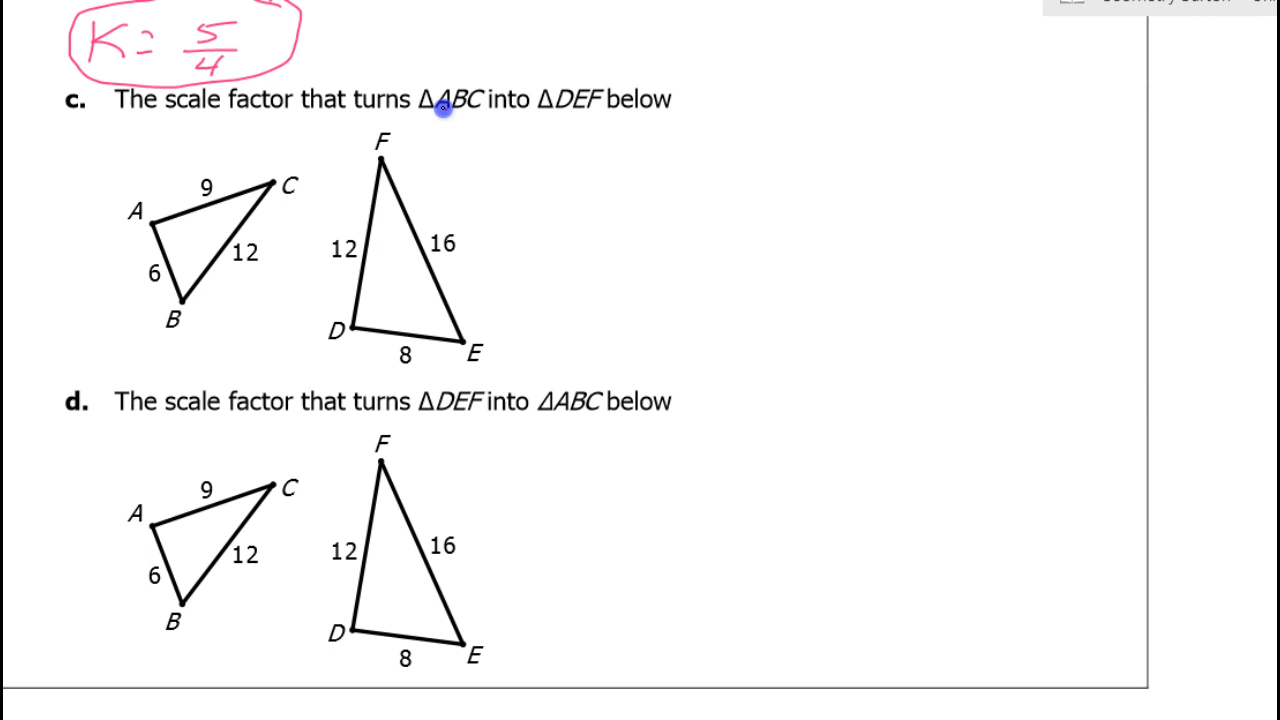 K = 5/4
c. The scale factor that turns ΔABC into ΔDEF below
F
9
C
A
12
12
16
6
B
D
8
E
d. The scale factor that turns ΔDEF into ΔABC below
F
9
C
A
12
12
16
6
B
D
8
E